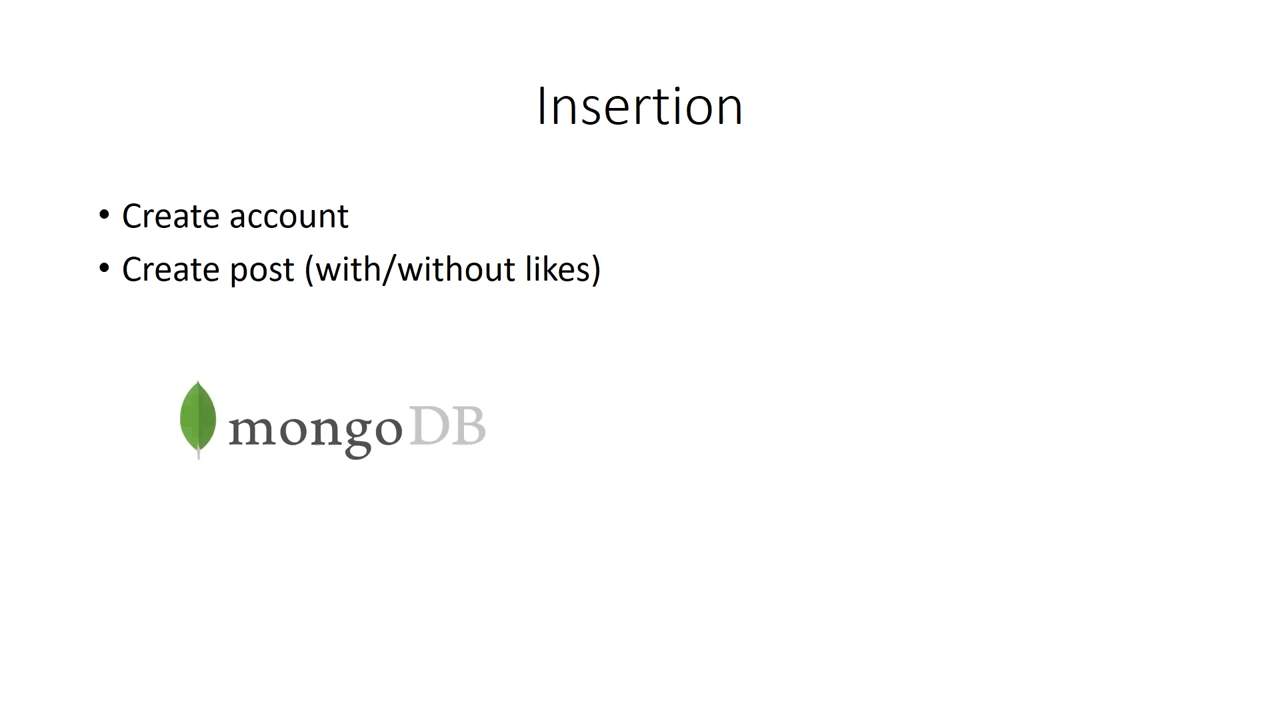 Insertion
• Create account
• Create post (with/without likes)
mongoDB